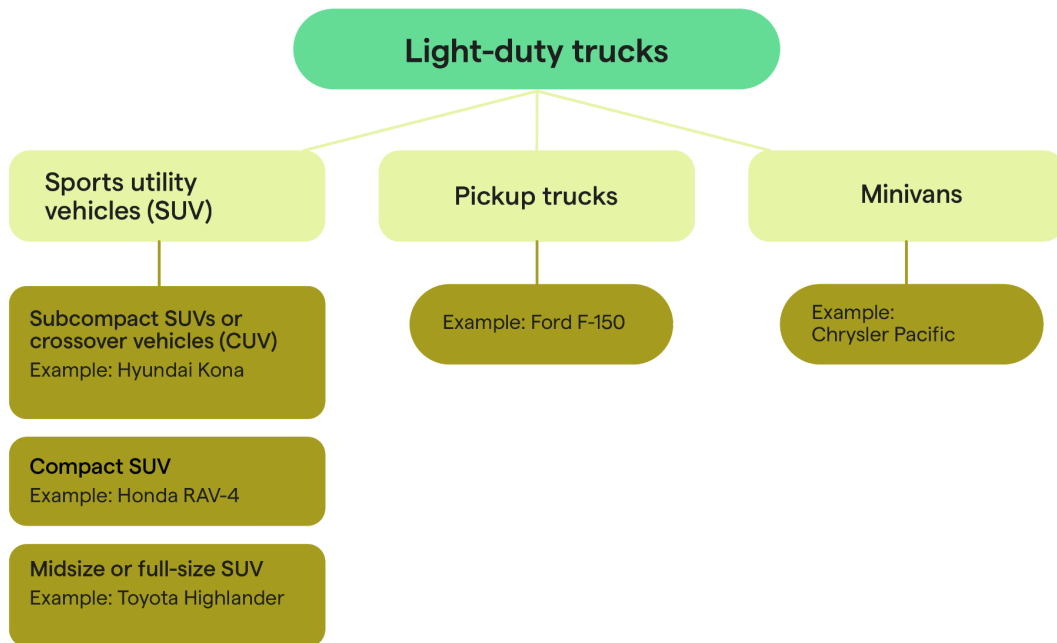 Light-duty trucks
Sports utility
vehicles (SUV)
Pickup trucks
Minivans
Subcompact SUVs or
crossover vehicles (CUV)
Example: Hyundai Kona
Example: Ford F-150
Example:
Chrysler Pacific
Compact SUV
Example: Honda RAV-4
Midsize or full-size SUV
Example: Toyota Highlander